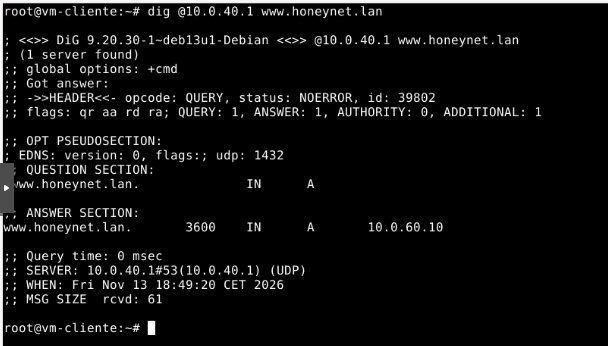 root@vm-cliente:~# dig @10.0.40.1 www.honeynet.lan
; <<>> DiG 9.20.30-1~deb13u1-Debian <<>> @10.0.40.1 www.honeynet.lan
; (1 server found)
;; global options: +cmd
;; Got answer:
;; ->>HEADER<<- opcode: QUERY, status: NOERROR, id: 39802
;; flags: qr aa rd ra; QUERY: 1, ANSWER: 1, AUTHORITY: 0, ADDITIONAL: 1
;; OPT PSEUDOSECTION:
; EDNS: version: 0, flags:; udp: 1432
; QUESTION SECTION:
www.honeynet.lan. IN A
;; ANSWER SECTION:
www.honeynet.lan. 3600 IN A 10.0.60.10
;; Query time: 0 msec
;; SERVER: 10.0.40.1#53(10.0.40.1) (UDP)
;; WHEN: Fri Nov 13 18:49:20 CET 2026
;; MSG SIZE rcvd: 61
root@vm-cliente:~#